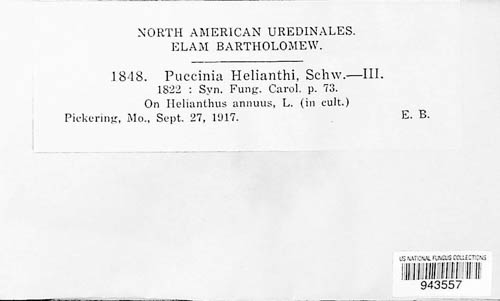 NORTH AMERICAN UREDINALES.
ELAM BARTHOLOMEW.
1848. Puccinia Helianthi, Schw.—III.
1822 : Syn. Fung. Carol. p. 73.
On Helianthus annuus, L. (in cult.)
Pickering, Mo., Sept. 27, 1917. E. B.
US NATIONAL FUNGUS COLLECTIONS
943557